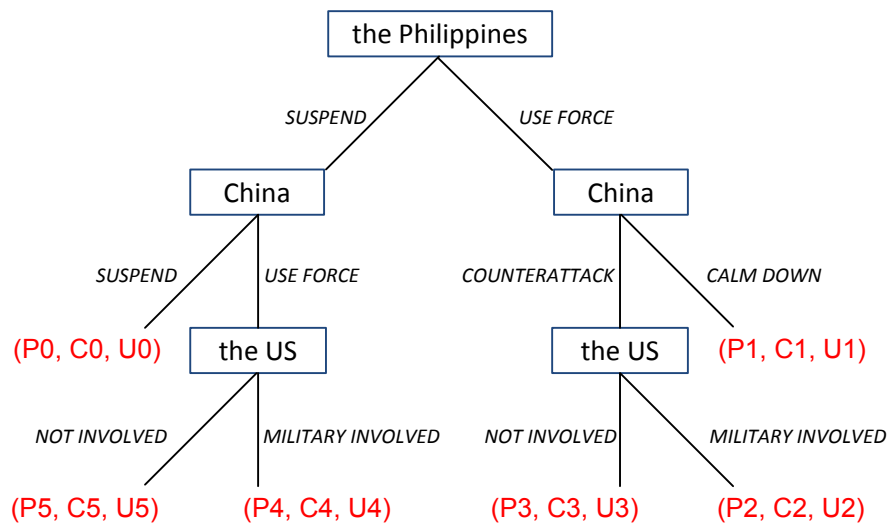 the Philippines
SUSPEND
USE FORCE
China
China
SUSPEND
USE FORCE
COUNTERATTACK
CALM DOWN
(P0, C0, U0)
the US
the US
(P1, C1, U1)
NOT INVOLVED
MILITARY INVOLVED
NOT INVOLVED
MILITARY INVOLVED
(P5, C5, U5)
(P4, C4, U4)
(P3, C3, U3)
(P2, C2, U2)